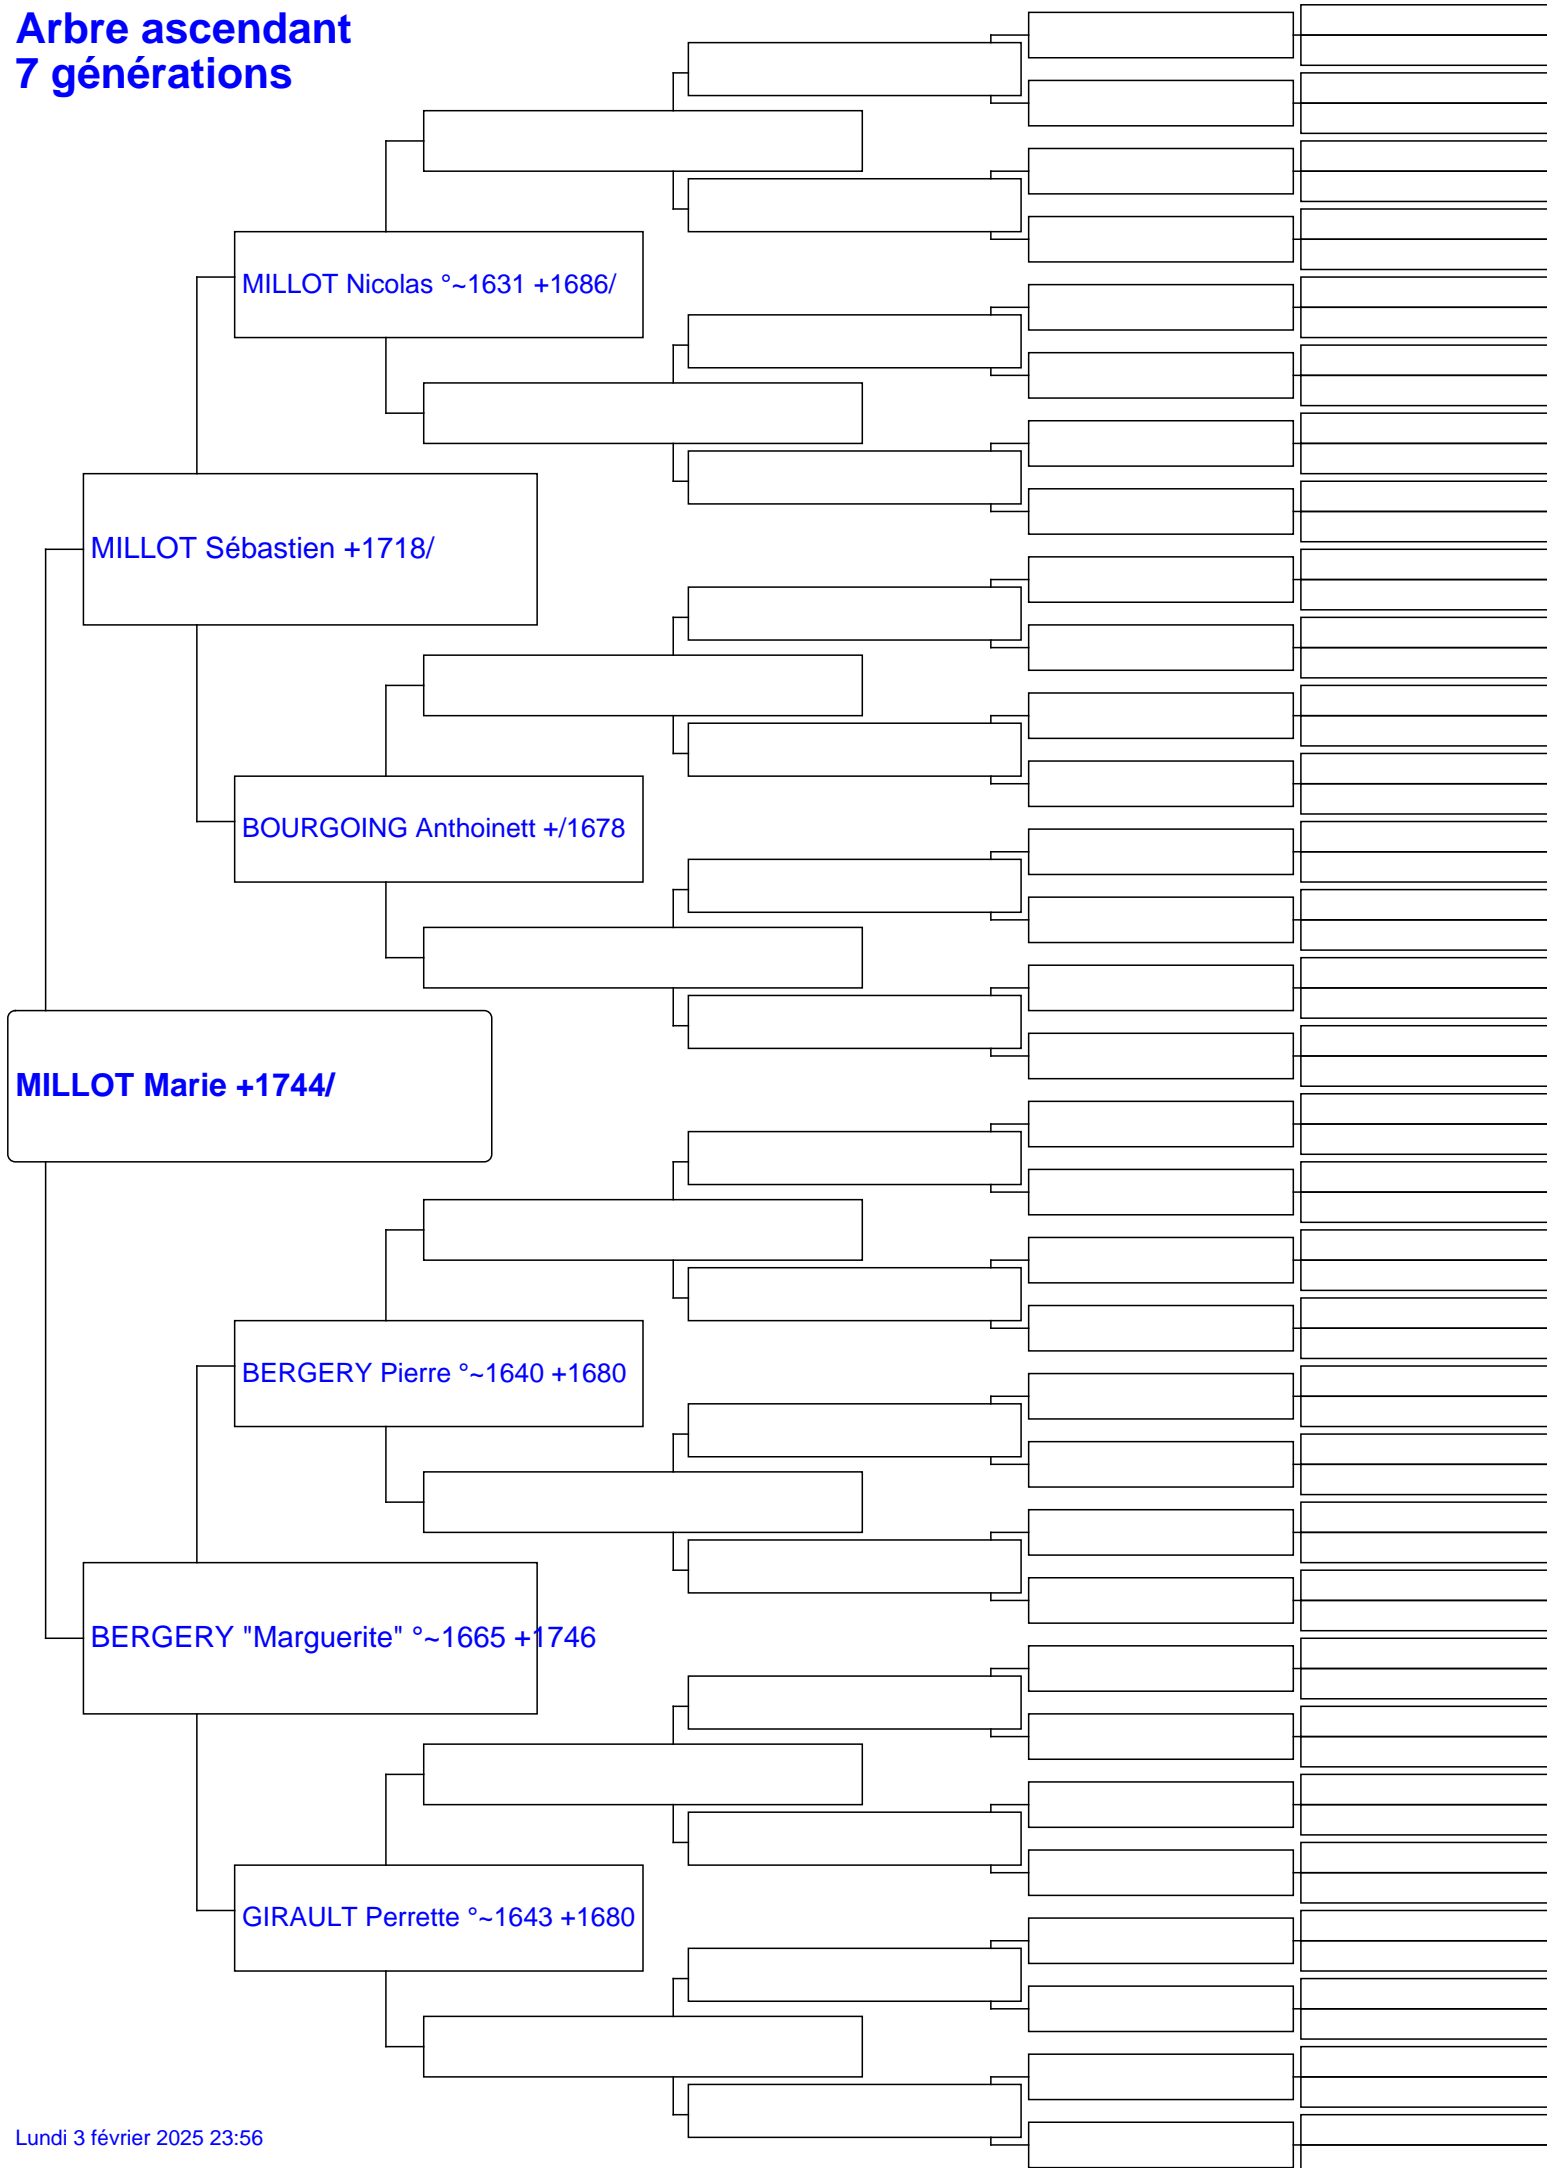 Arbre ascendant
7 générations
MILLOT Nicolas °~1631 +1686/
MILLOT Sébastien +1718/
BOURGOING Anthoinett +/1678
MILLOT Marie +1744/
BERGERY Pierre °~1640 +1680
BERGERY "Marguerite" °~1665 +1746
GIRAULT Perrette °~1643 +1680
Lundi 3 février 2025 23:56